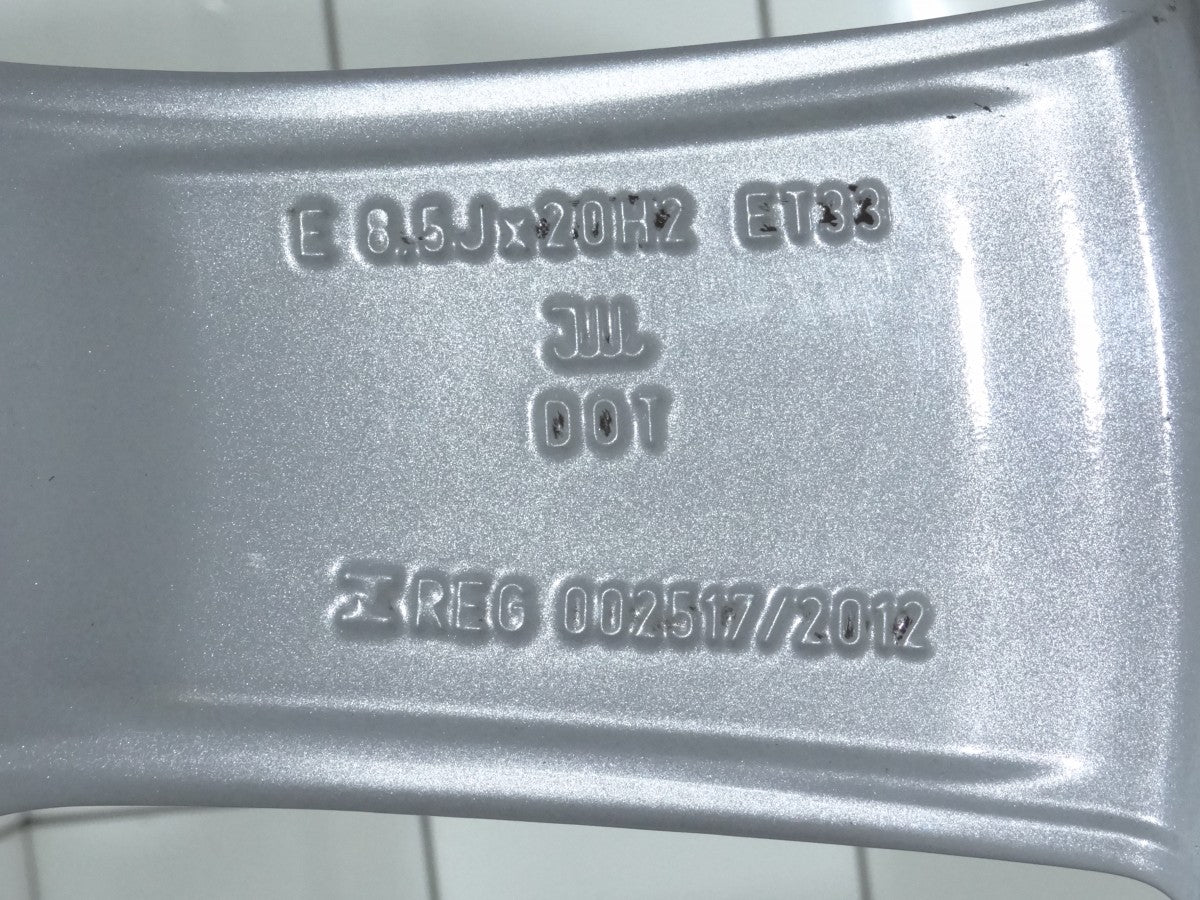 E 8.5Jx20H2 ET33
JWL
DOT
REG 002517/2012